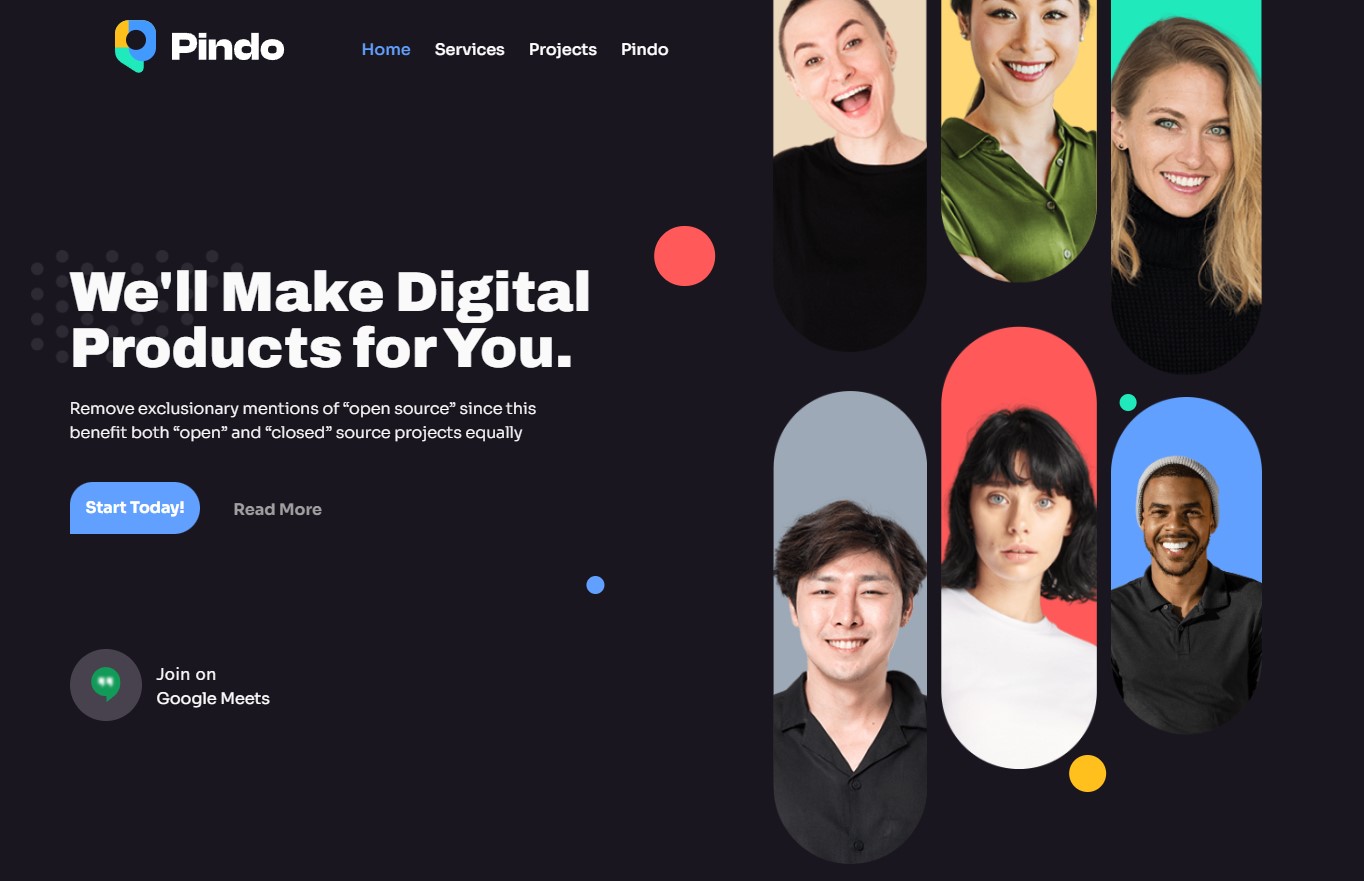 Pindo
Home Services Projects Pindo
We'll Make Digital
Products for You.
Remove exclusionary mentions of “open source” since this
benefit both “open” and “closed” source projects equally
Start Today! Read More
Join on
Google Meets